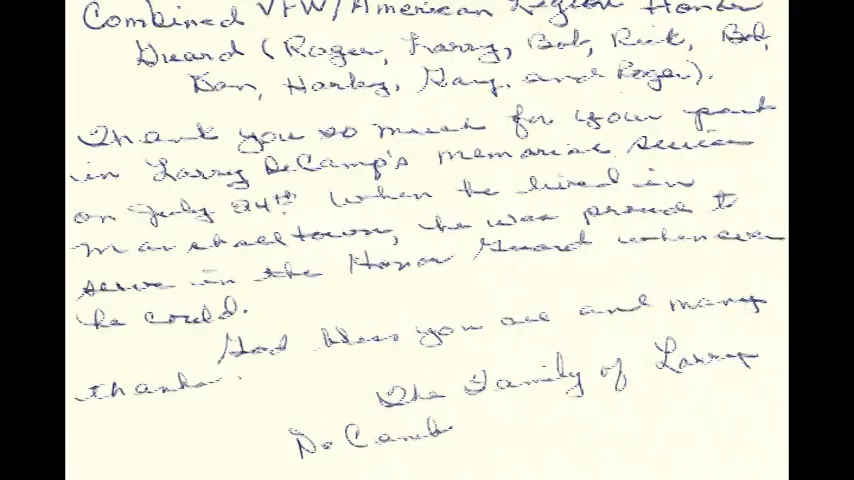 Combined VFW/American Legion Honor
Guard (Roger, Larry, Bob, Rick, Bob,
Don, Harley, Gary, and Roger).
Thank you so much for your part
in Larry DeCamp's memorial service
on July 24th. When he lived in
Marshalltown, he was proud to
serve in the Honor Guard whenever
he could.
God bless you all and many
thanks.
The Family of Larry
DeCamp